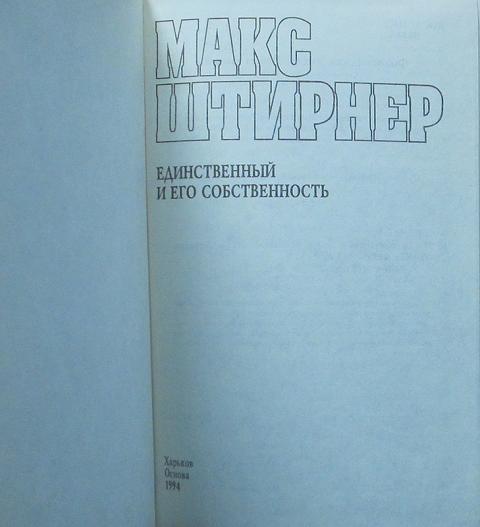 МАКС
ШТИРНЕР
ЕДИНСТВЕННЫЙ
И ЕГО СОБСТВЕННОСТЬ
Харьков
Основа
1994